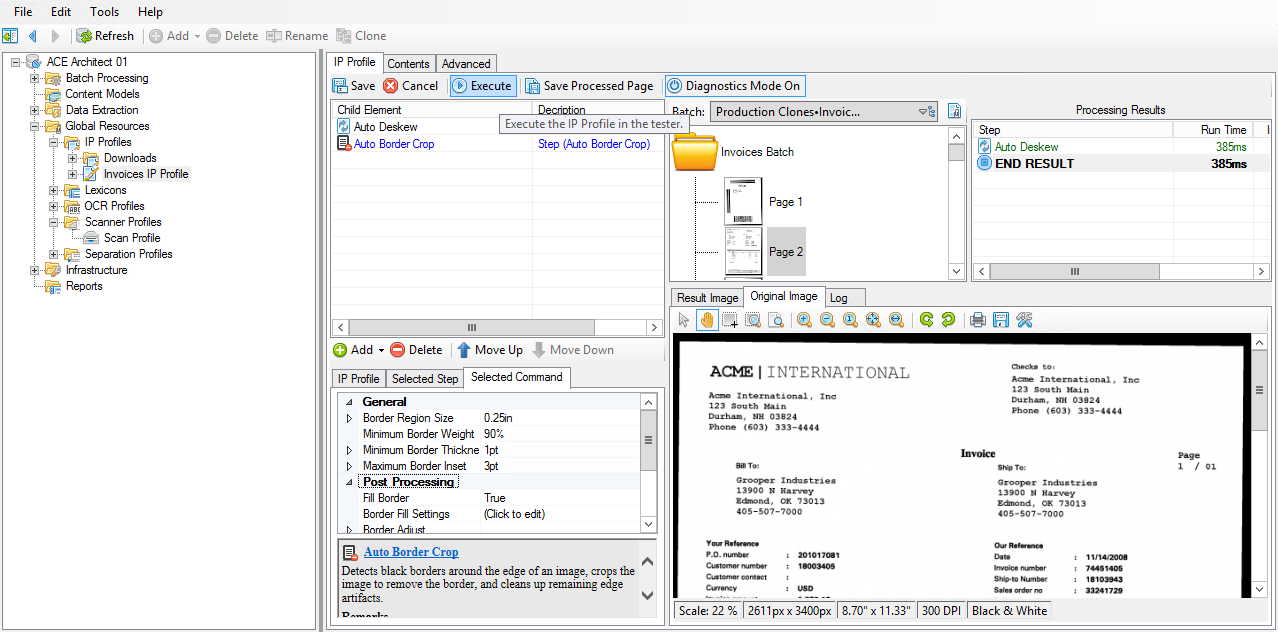 File Edit Tools Help
Refresh Add Delete Rename Clone
ACE Architect 01
Batch Processing
Content Models
Data Extraction
Global Resources
IP Profiles
Downloads
Invoices IP Profile
Lexicons
OCR Profiles
Scanner Profiles
Scan Profile
Separation Profiles
Infrastructure
Reports
IP Profile Contents Advanced
Save Cancel Execute Save Processed Page Diagnostics Mode On
Child Element Decription
Auto Deskew
Auto Border Crop Step (Auto Border Crop)
Execute the IP Profile in the tester.
Add Delete Move Up Move Down
IP Profile Selected Step Selected Command
General
Border Region Size 0.25in
Minimum Border Weight 90%
Minimum Border Thickne 1pt
Maximum Border Inset 3pt
Post Processing
Fill Border True
Border Fill Settings (Click to edit)
Border Adjust
Auto Border Crop
Detects black borders around the edge of an image, crops the
image to remove the border, and cleans up remaining edge
artifacts.
Remarks
Batch: Production Clones•Invoic...
Invoices Batch
Page 1
Page 2
Processing Results
Step Run Time
Auto Deskew 385ms
END RESULT 385ms
Result Image Original Image Log
ACME | INTERNATIONAL
Acme International, Inc
123 South Main
Durham, NH 03824
Phone (603) 333-4444
Checks to:
Acme International, Inc
123 South Main
Durham, NH 03824
Phone (603) 333-4444
Invoice
Page
1 / 01
Bill To:
Grooper Industries
13900 N Harvey
Edmond, OK 73013
405-507-7000
Ship To:
Grooper Industries
13900 N Harvey
Edmond, OK 73013
405-507-7000
Your Reference
P.O. number : 201017081
Customer number : 18003405
Customer contact :
Currency : USD
Our Reference
Date : 11/14/2008
Invoice number : 74451405
Ship-to Number : 18103943
Sales order no : 33241729
Scale: 22 % 2611px x 3400px 8.70" x 11.33" 300 DPI Black & White